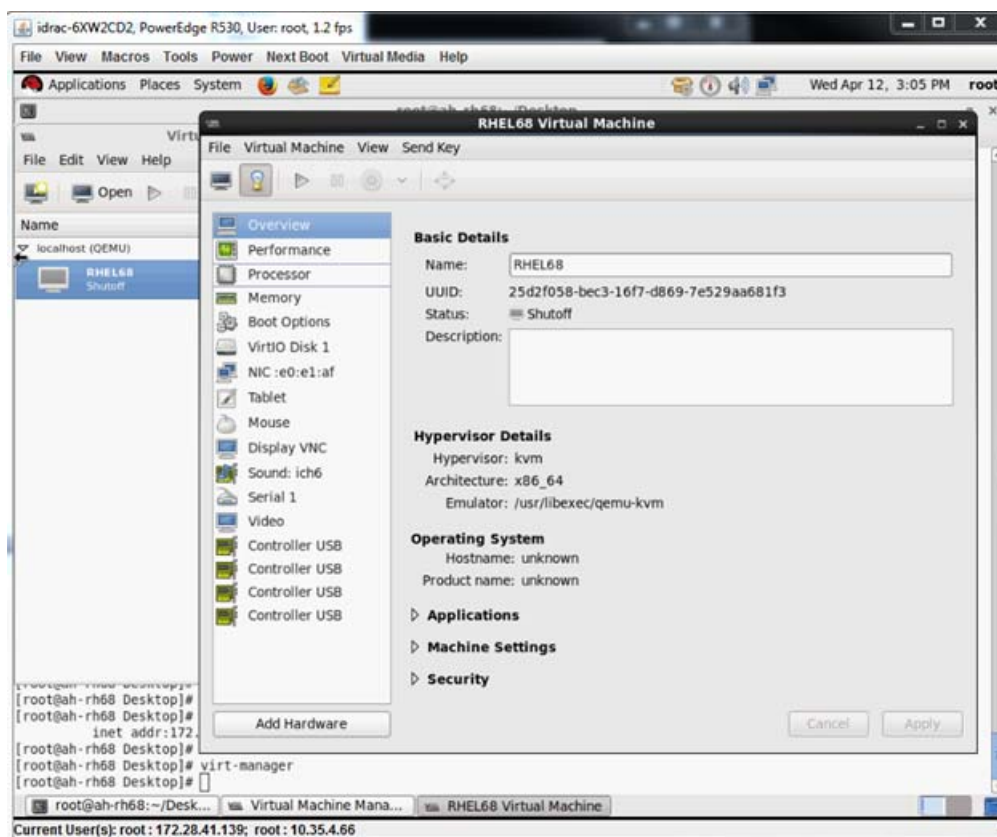 idrac-6XW2CD2, PowerEdge R530, User: root, 1.2 fps
File View Macros Tools Power Next Boot Virtual Media Help
Applications Places System Wed Apr 12, 3:05 PM root
RHEL68 Virtual Machine
File Edit View Help
Open
Name
localhost (QEMU)
RHEL68
Shutoff
File Virtual Machine View Send Key
Overview
Performance
Processor
Memory
Boot Options
VirtIO Disk 1
NIC :e0:e1:af
Tablet
Mouse
Display VNC
Sound: ich6
Serial 1
Video
Controller USB
Controller USB
Controller USB
Controller USB
Add Hardware
Basic Details
Name: RHEL68
UUID: 25d2f058-bec3-16f7-d869-7e529aa681f3
Status: Shutoff
Description:
Hypervisor Details
Hypervisor: kvm
Architecture: x86_64
Emulator: /usr/libexec/qemu-kvm
Operating System
Hostname: unknown
Product name: unknown
Applications
Machine Settings
Security
Cancel Apply
[root@ah-rh68 Desktop]#
[root@ah-rh68 Desktop]#
inet addr:172.
[root@ah-rh68 Desktop]#
[root@ah-rh68 Desktop]# virt-manager
[root@ah-rh68 Desktop]#
root@ah-rh68:~/Desk... Virtual Machine Mana... RHEL68 Virtual Machine
Current User(s): root : 172.28.41.139; root : 10.35.4.66